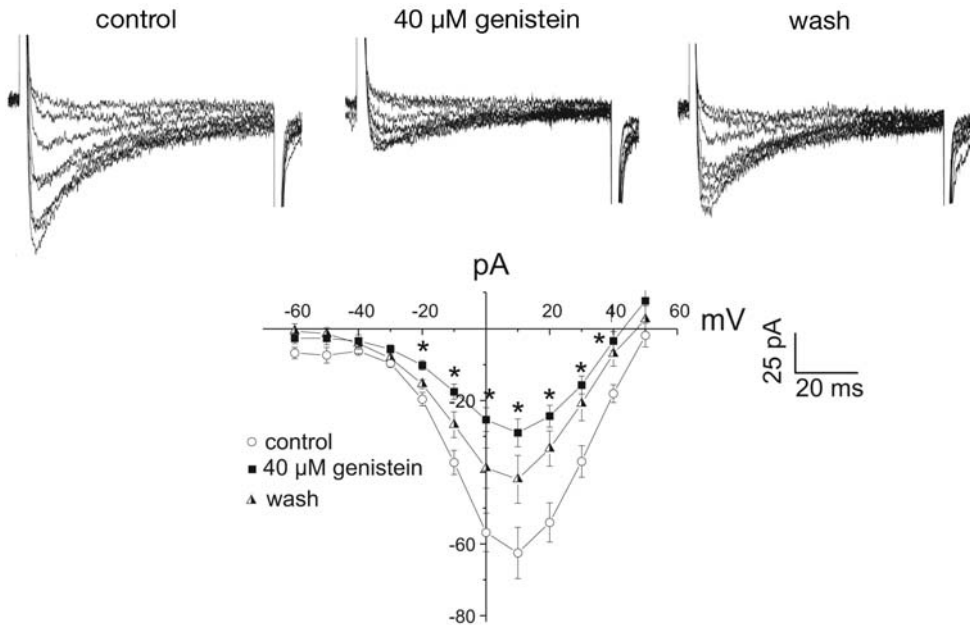 control 40 μM genistein wash
pA
-60 -40 -20 20 40 60
mV
* * * * * * *
-20
-60
-80
25 pA
20 ms
control
40 μM genistein
wash